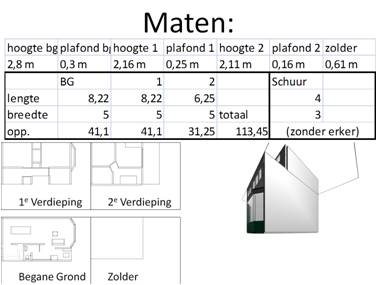 Maten:
hoogte bg plafond bg hoogte 1 plafond 1 hoogte 2 plafond 2 zolder
2,8 m 0,3 m 2,16 m 0,25 m 2,11 m 0,16 m 0,61 m
BG 1 2 Schuur
lengte 8,22 8,22 6,25 4
breedte 5 5 5 totaal 3
opp. 41,1 41,1 31,25 113,45 (zonder erker)
1e Verdieping 2e Verdieping
Begane Grond Zolder